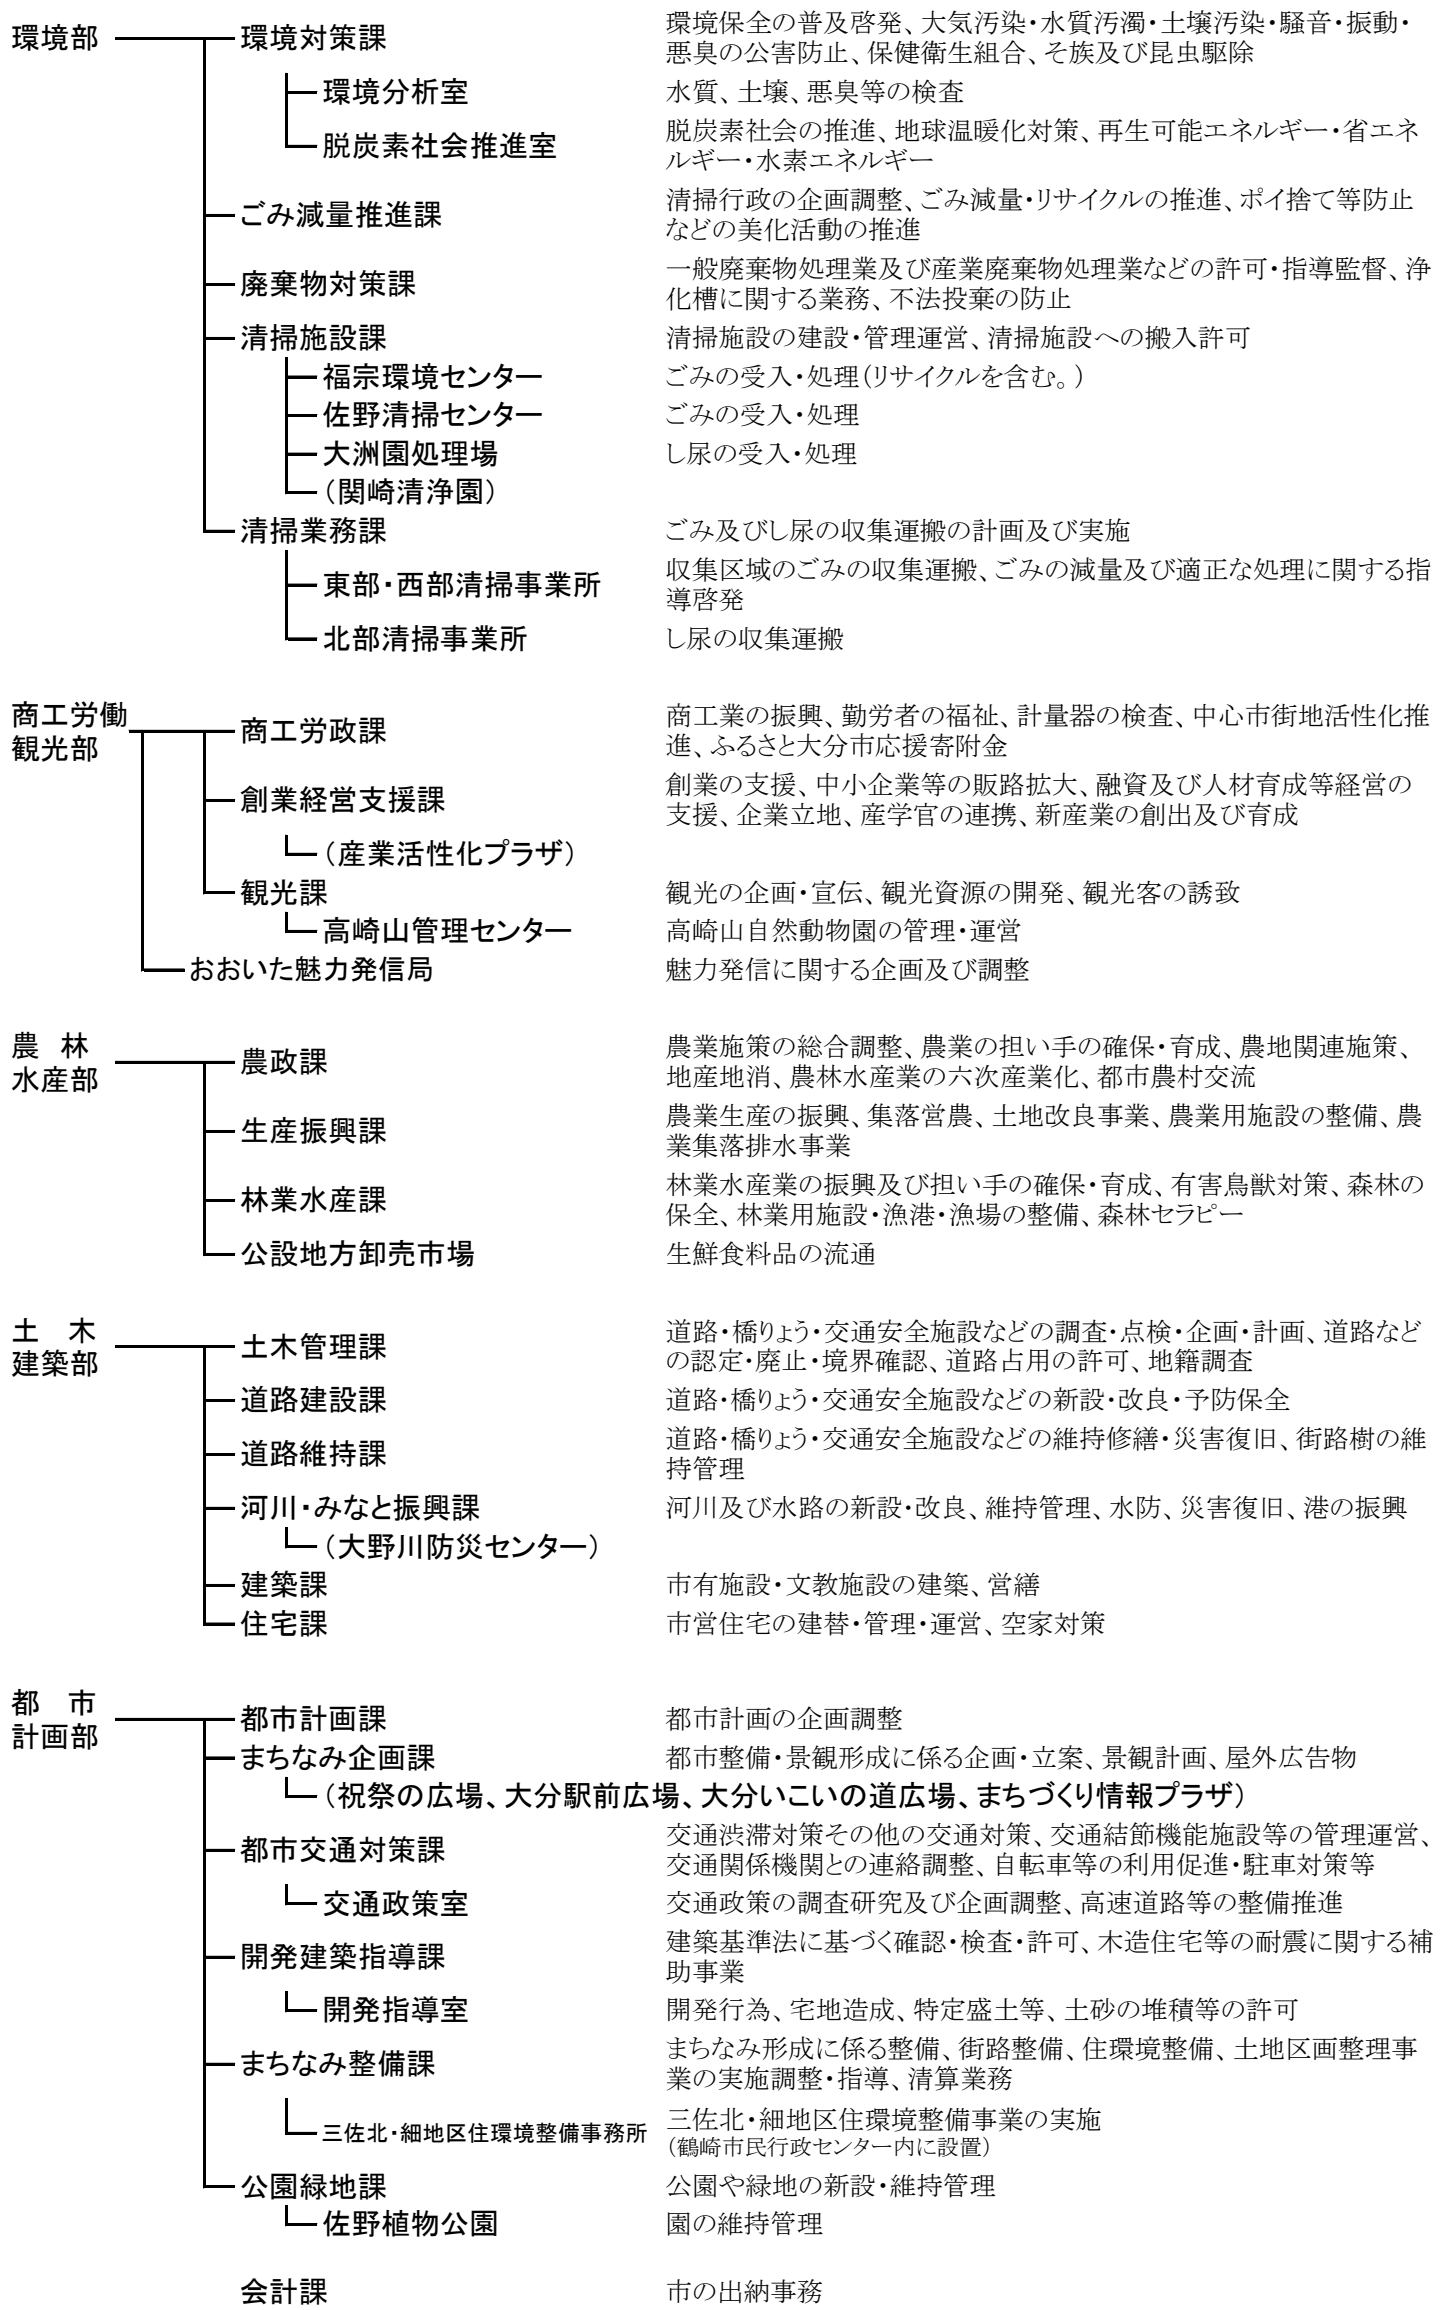 環境部
環境対策課
環境保全の普及啓発、大気汚染・水質汚濁・土壌汚染・騒音・振動・
悪臭の公害防止、保健衛生組合、そ族及び昆虫駆除
環境分析室
水質、土壌、悪臭等の検査
脱炭素社会推進室
脱炭素社会の推進、地球温暖化対策、再生可能エネルギー・省エネ
ルギー・水素エネルギー
ごみ減量推進課
清掃行政の企画調整、ごみ減量・リサイクルの推進、ポイ捨て等防止
などの美化活動の推進
廃棄物対策課
一般廃棄物処理業及び産業廃棄物処理業などの許可・指導監督、浄
化槽に関する業務、不法投棄の防止
清掃施設課
清掃施設の建設・管理運営、清掃施設への搬入許可
福宗環境センター
ごみの受入・処理（リサイクルを含む。）
佐野清掃センター
ごみの受入・処理
大洲園処理場
し尿の受入・処理
（関崎清浄園）
清掃業務課
ごみ及びし尿の収集運搬の計画及び実施
東部・西部清掃事業所
収集区域のごみの収集運搬、ごみの減量及び適正な処理に関する指
導啓発
北部清掃事業所
し尿の収集運搬
商工労働
観光部
商工労政課
商工業の振興、勤労者の福祉、計量器の検査、中心市街地活性化推
進、ふるさと大分市応援寄附金
創業経営支援課
創業の支援、中小企業等の販路拡大、融資及び人材育成等経営の
支援、企業立地、産学官の連携、新産業の創出及び育成
（産業活性化プラザ）
観光課
観光の企画・宣伝、観光資源の開発、観光客の誘致
高崎山管理センター
高崎山自然動物園の管理・運営
おおいた魅力発信局
魅力発信に関する企画及び調整
農　林
水産部
農政課
農業施策の総合調整、農業の担い手の確保・育成、農地関連施策、
地産地消、農林水産業の六次産業化、都市農村交流
生産振興課
農業生産の振興、集落営農、土地改良事業、農業用施設の整備、農
業集落排水事業
林業水産課
林業水産業の振興及び担い手の確保・育成、有害鳥獣対策、森林の
保全、林業用施設・漁港・漁場の整備、森林セラピー
公設地方卸売市場
生鮮食料品の流通
土　木
建築部
土木管理課
道路・橋りょう・交通安全施設などの調査・点検・企画・計画、道路など
の認定・廃止・境界確認、道路占用の許可、地籍調査
道路建設課
道路・橋りょう・交通安全施設などの新設・改良・予防保全
道路維持課
道路・橋りょう・交通安全施設などの維持修繕・災害復旧、街路樹の維
持管理
河川・みなと振興課
河川及び水路の新設・改良、維持管理、水防、災害復旧、港の振興
（大野川防災センター）
建築課
市有施設・文教施設の建築、営繕
住宅課
市営住宅の建替・管理・運営、空家対策
都　市
計画部
都市計画課
都市計画の企画調整
まちなみ企画課
都市整備・景観形成に係る企画・立案、景観計画、屋外広告物
（祝祭の広場、大分駅前広場、大分いこいの道広場、まちづくり情報プラザ）
都市交通対策課
交通渋滞対策その他の交通対策、交通結節機能施設等の管理運営、
交通関係機関との連絡調整、自転車等の利用促進・駐車対策等
交通政策室
交通政策の調査研究及び企画調整、高速道路等の整備推進
開発建築指導課
建築基準法に基づく確認・検査・許可、木造住宅等の耐震に関する補
助事業
開発指導室
開発行為、宅地造成、特定盛土等、土砂の堆積等の許可
まちなみ整備課
まちなみ形成に係る整備、街路整備、住環境整備、土地区画整理事
業の実施調整・指導、清算業務
三佐北・細地区住環境整備事務所
三佐北・細地区住環境整備事業の実施
（鶴崎市民行政センター内に設置）
公園緑地課
公園や緑地の新設・維持管理
佐野植物公園
園の維持管理
会計課
市の出納事務